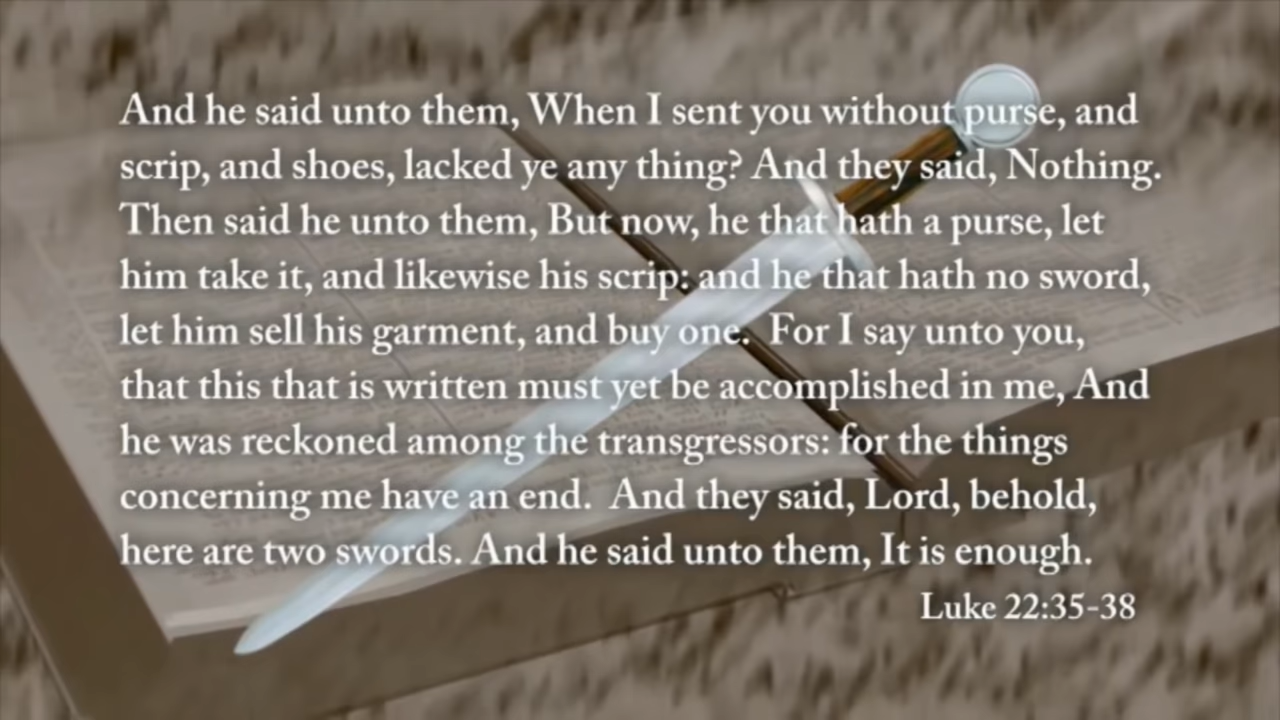 And he said unto them, When I sent you without purse, and
scrip, and shoes, lacked ye any thing? And they said, Nothing.
Then said he unto them, But now, he that hath a purse, let
him take it, and likewise his scrip: and he that hath no sword,
let him sell his garment, and buy one.  For I say unto you,
that this that is written must yet be accomplished in me, And
he was reckoned among the transgressors: for the things
concerning me have an end.  And they said, Lord, behold,
here are two swords. And he said unto them, It is enough.
Luke 22:35-38